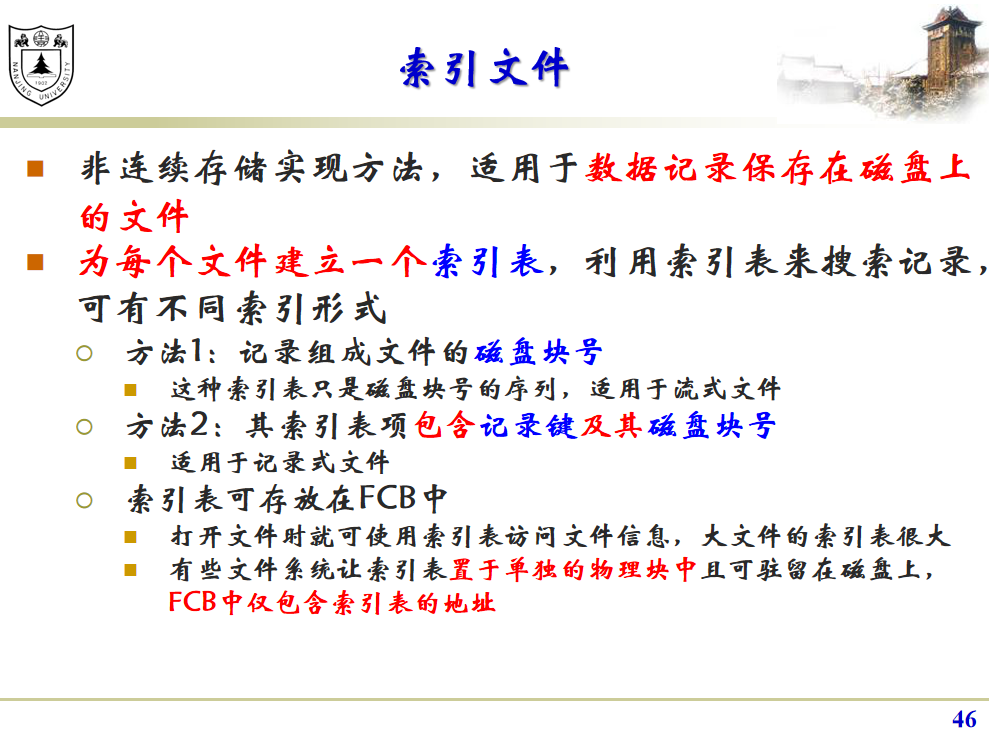 NANJING UNIVERSITY
1902
索引文件
非连续存储实现方法，适用于数据记录保存在磁盘上
的文件
为每个文件建立一个索引表，利用索引表来搜索记录，
可有不同索引形式
方法1：记录组成文件的磁盘块号
这种索引表只是磁盘块号的序列，适用于流式文件
方法2：其索引表项包含记录键及其磁盘块号
适用于记录式文件
索引表可存放在FCB中
打开文件时就可使用索引表访问文件信息，大文件的索引表很大
有些文件系统让索引表置于单独的物理块中且可驻留在磁盘上，
FCB中仅包含索引表的地址
46